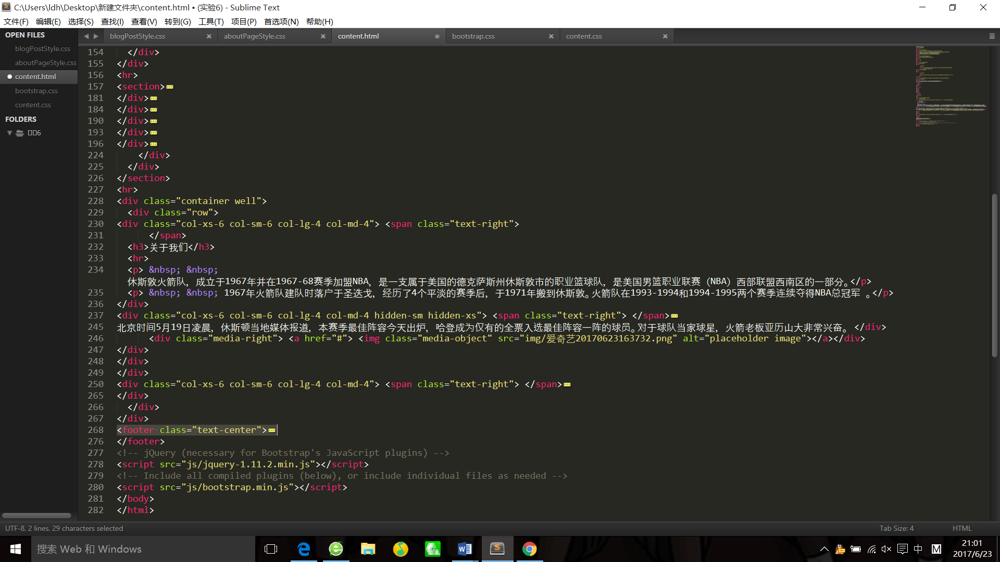 C:\Users\ldh\Desktop\新建文件夹\content.html • (实验6) - Sublime Text
文件(F) 编辑(E) 选择(S) 查找(I) 查看(V) 转到(G) 工具(T) 项目(P) 首选项(N) 帮助(H)
OPEN FILES
blogPostStyle.css
aboutPageStyle.css
content.html
bootstrap.css
content.css
FOLDERS
□□6
blogPostStyle.css aboutPageStyle.css content.html bootstrap.css content.css
154 </div>
155 </div>
156 <hr>
157 <section>
181 </div>
184 </div>
190 </div>
193 </div>
196 </div>
224 </div>
225 </div>
226 </section>
227 <hr>
228 <div class="container well">
229 <div class="row">
230 <div class="col-xs-6 col-sm-6 col-lg-4 col-md-4"> <span class="text-right">
231 </span>
232 <h3>关于我们</h3>
233 <hr>
234 <p> &nbsp; &nbsp;
休斯敦火箭队，成立于1967年并在1967-68赛季加盟NBA，是一支属于美国的德克萨斯州休斯敦市的职业篮球队，是美国男篮职业联赛（NBA）西部联盟西南区的一部分。</p>
235 <p> &nbsp; &nbsp; 1967年火箭队建队时落户于圣迭戈，经历了4个平淡的赛季后，于1971年搬到休斯敦。火箭队在1993-1994和1994-1995两个赛季连续夺得NBA总冠军 。</p>
236 </div>
237 <div class="col-xs-6 col-sm-6 col-lg-4 col-md-4 hidden-sm hidden-xs"> <span class="text-right"> </span>
245 北京时间5月19日凌晨，休斯顿当地媒体报道，本赛季最佳阵容今天出炉，哈登成为仅有的全票入选最佳阵容一阵的球员。对于球队当家球星，火箭老板亚历山大非常兴奋。 </div>
246 <div class="media-right"> <a href="#"> <img class="media-object" src="img/爱奇艺20170623163732.png" alt="placeholder image"></a></div>
247 </div>
248 </div>
249 </div>
250 <div class="col-xs-6 col-sm-6 col-lg-4 col-md-4"> <span class="text-right"> </span>
265 </div>
266 </div>
267 </div>
268 <footer class="text-center">
276 </footer>
277 <!-- jQuery (necessary for Bootstrap's JavaScript plugins) -->
278 <script src="js/jquery-1.11.2.min.js"></script>
279 <!-- Include all compiled plugins (below), or include individual files as needed -->
280 <script src="js/bootstrap.min.js"></script>
281 </body>
282 </html>
UTF-8, 2 lines, 29 characters selected Tab Size: 4 HTML
搜索 Web 和 Windows
中 M
21:01
2017/6/23